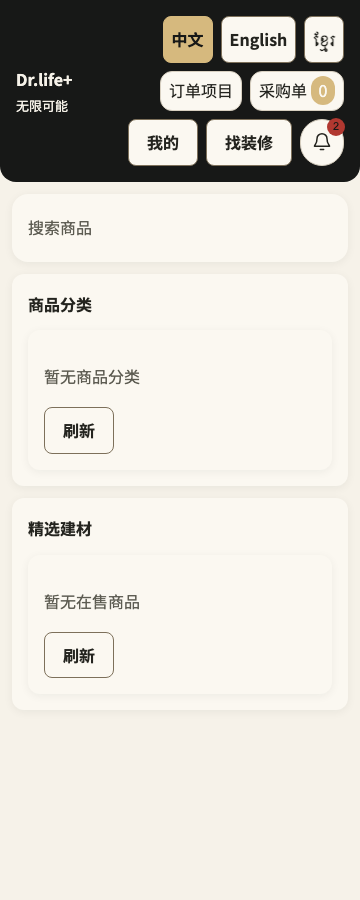 中文 English ខ្មែរ
Dr.life+
无限可能
订单项目 采购单 0
我的 找装修 2
搜索商品
商品分类
暂无商品分类
刷新
精选建材
暂无在售商品
刷新